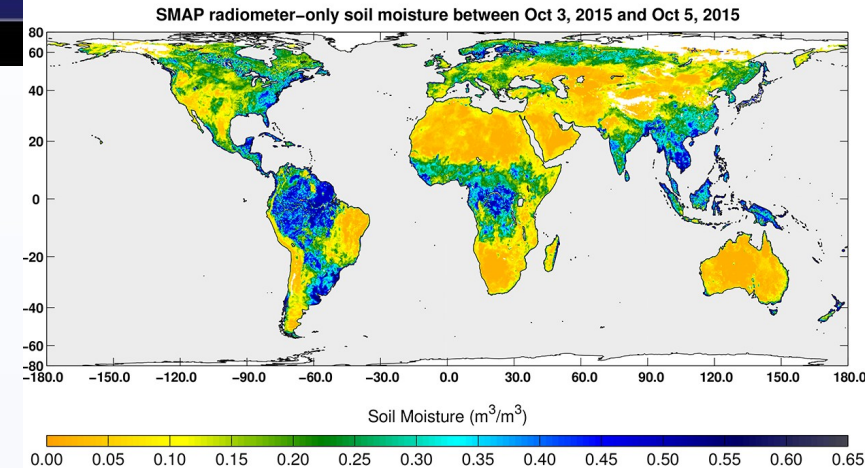 SMAP radiometer−only soil moisture between Oct 3, 2015 and Oct 5, 2015
80
60
40
20
0
−20
−40
−60
−80
−180.0 −150.0 −120.0 −90.0 −60.0 −30.0 0.0 30.0 60.0 90.0 120.0 150.0 180.0
Soil Moisture (m³/m³)
0.00 0.05 0.10 0.15 0.20 0.25 0.30 0.35 0.40 0.45 0.50 0.55 0.60 0.65